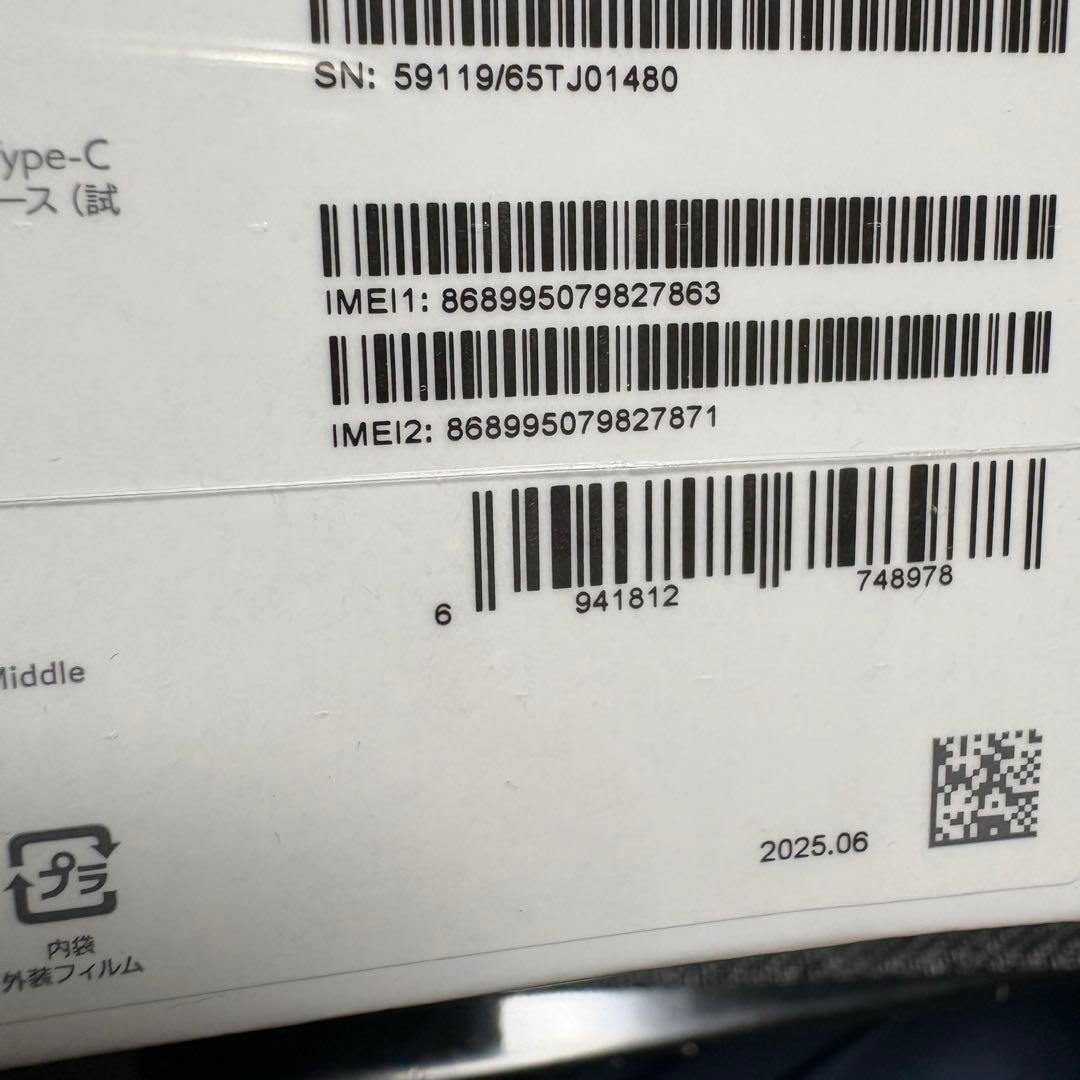 SN: 59119/65TJ01480
Type-C
ース（試
IMEI1: 868995079827863
IMEI2: 868995079827871
6 941812 748978
Middle
2025.06
プラ
内袋
外装フィルム